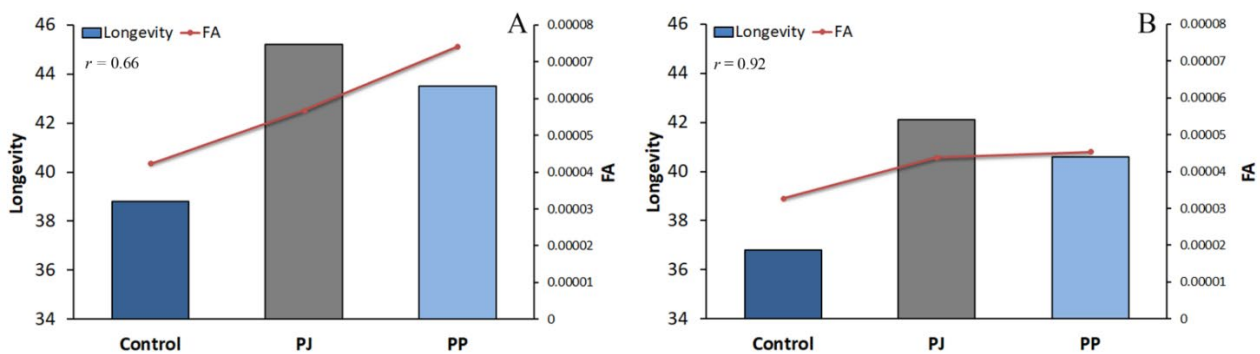 A
Longevity FA
r = 0.66
46
44
42
40
38
36
34
Longevity
0.00008
0.00007
0.00006
0.00005
0.00004
0.00003
0.00002
0.00001
0
FA
Control PJ PP
B
Longevity FA
r = 0.92
46
44
42
40
38
36
34
Longevity
0.00008
0.00007
0.00006
0.00005
0.00004
0.00003
0.00002
0.00001
0
FA
Control PJ PP